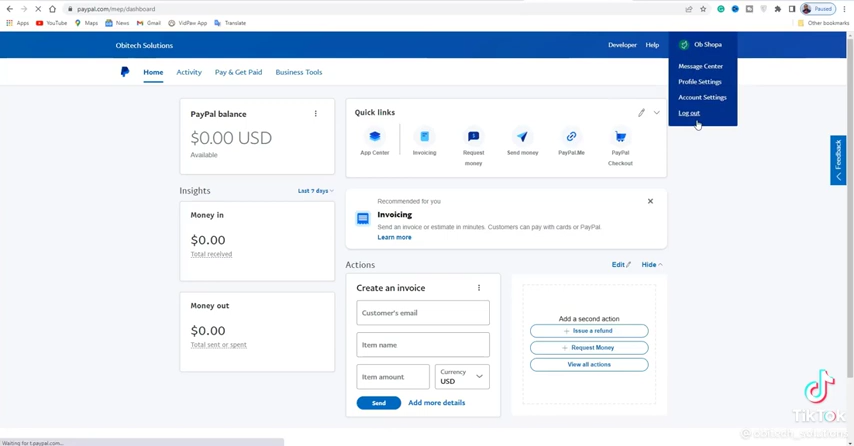 paypal.com/mep/dashboard
Paused
Apps
YouTube
Maps
News
Gmail
VidPaw App
Translate
Other bookmarks
Obitech Solutions
Developer
Help
Ob Shopa
Message Center
Profile Settings
Account Settings
Log out
Home
Activity
Pay & Get Paid
Business Tools
PayPal balance
$0.00 USD
Available
Quick links
App Center
Invoicing
Request
money
Send money
PayPal.Me
PayPal
Checkout
Feedback
Insights
Last 7 days
Money in
$0.00
Total received
Recommended for you
Invoicing
Send an invoice or estimate in minutes. Customers can pay with cards or PayPal.
Learn more
Actions
Edit
Hide
Money out
$0.00
Total sent or spent
Create an invoice
Customer's email
Item name
Item amount
Currency
USD
Send
Add more details
Add a second action
Issue a refund
Request Money
View all actions
TikTok
Waiting for t.paypal.com...